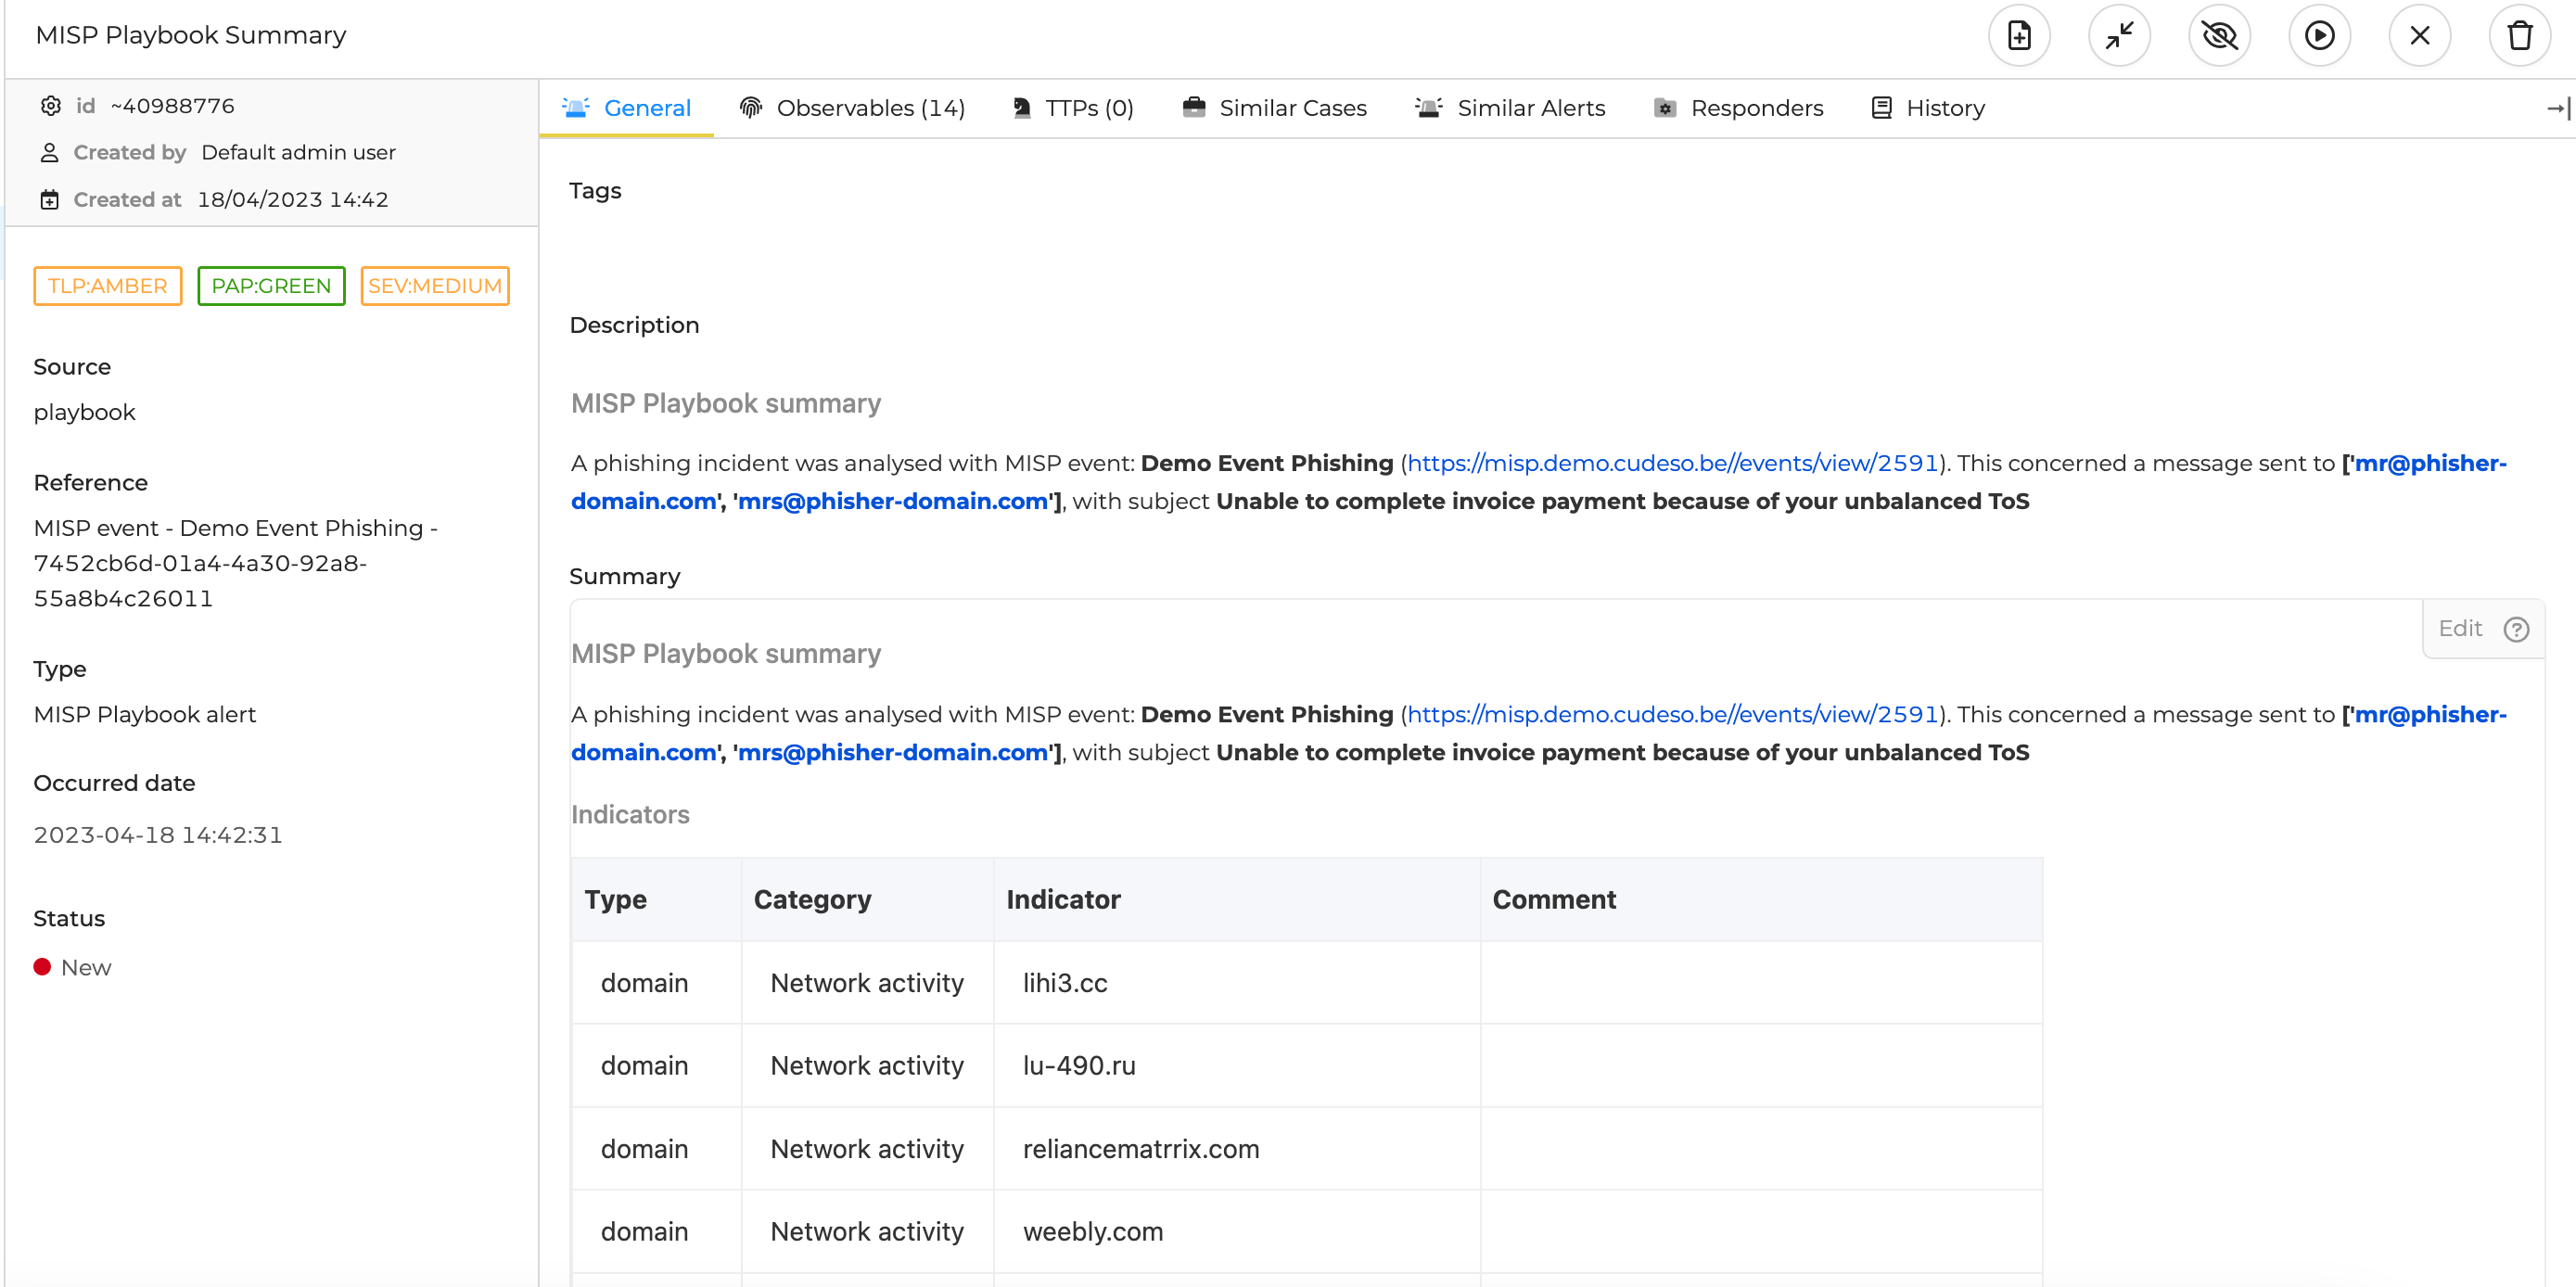 MISP Playbook Summary
id ~40988776
Created by Default admin user
Created at 18/04/2023 14:42
TLP:AMBER PAP:GREEN SEV:MEDIUM
Source
playbook
Reference
MISP event - Demo Event Phishing -
7452cb6d-01a4-4a30-92a8-
55a8b4c26011
Type
MISP Playbook alert
Occurred date
2023-04-18 14:42:31
Status
New
General Observables (14) TTPs (0) Similar Cases Similar Alerts Responders History
Tags
Description
MISP Playbook summary
A phishing incident was analysed with MISP event: Demo Event Phishing (https://misp.demo.cudeso.be//events/view/2591). This concerned a message sent to ['mr@phisher-
domain.com', 'mrs@phisher-domain.com'], with subject Unable to complete invoice payment because of your unbalanced ToS
Summary
Edit
MISP Playbook summary
A phishing incident was analysed with MISP event: Demo Event Phishing (https://misp.demo.cudeso.be//events/view/2591). This concerned a message sent to ['mr@phisher-
domain.com', 'mrs@phisher-domain.com'], with subject Unable to complete invoice payment because of your unbalanced ToS
Indicators
Type Category Indicator Comment
domain Network activity lihi3.cc
domain Network activity lu-490.ru
domain Network activity reliancematrrix.com
domain Network activity weebly.com